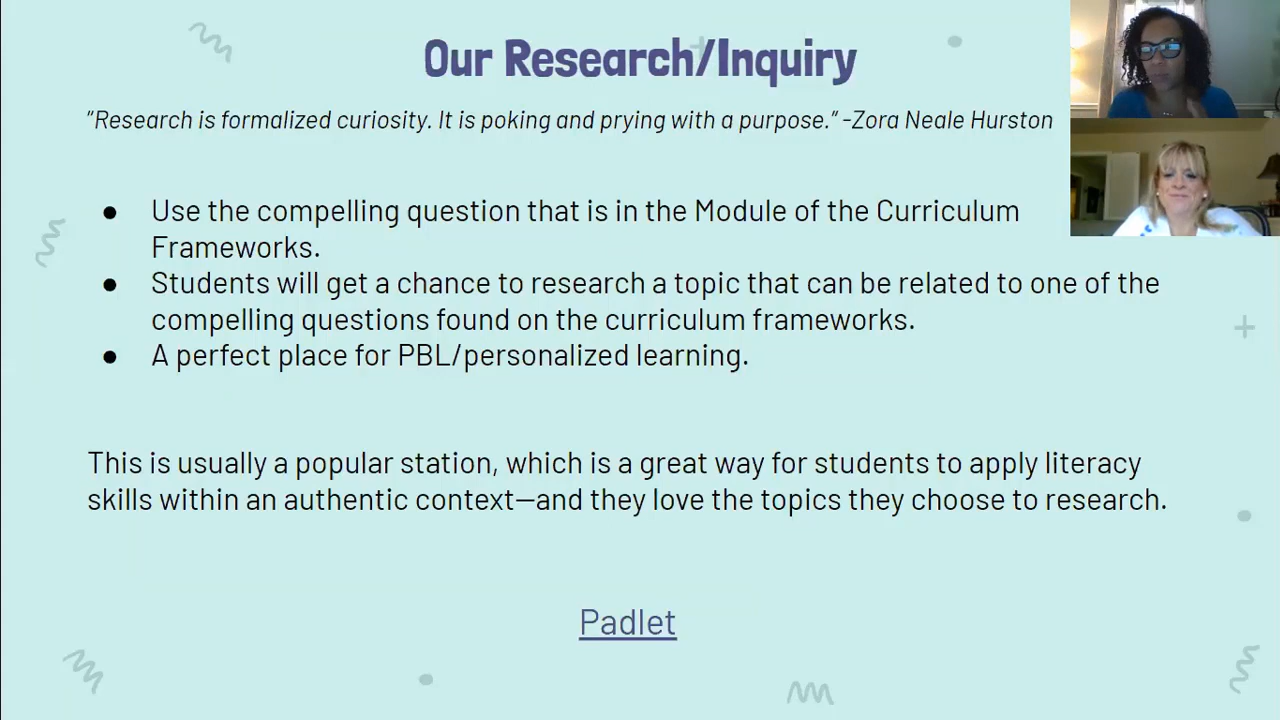 Our Research/Inquiry
"Research is formalized curiosity. It is poking and prying with a purpose." -Zora Neale Hurston
● Use the compelling question that is in the Module of the Curriculum
Frameworks.
● Students will get a chance to research a topic that can be related to one of the
compelling questions found on the curriculum frameworks.
● A perfect place for PBL/personalized learning.
This is usually a popular station, which is a great way for students to apply literacy
skills within an authentic context—and they love the topics they choose to research.
Padlet